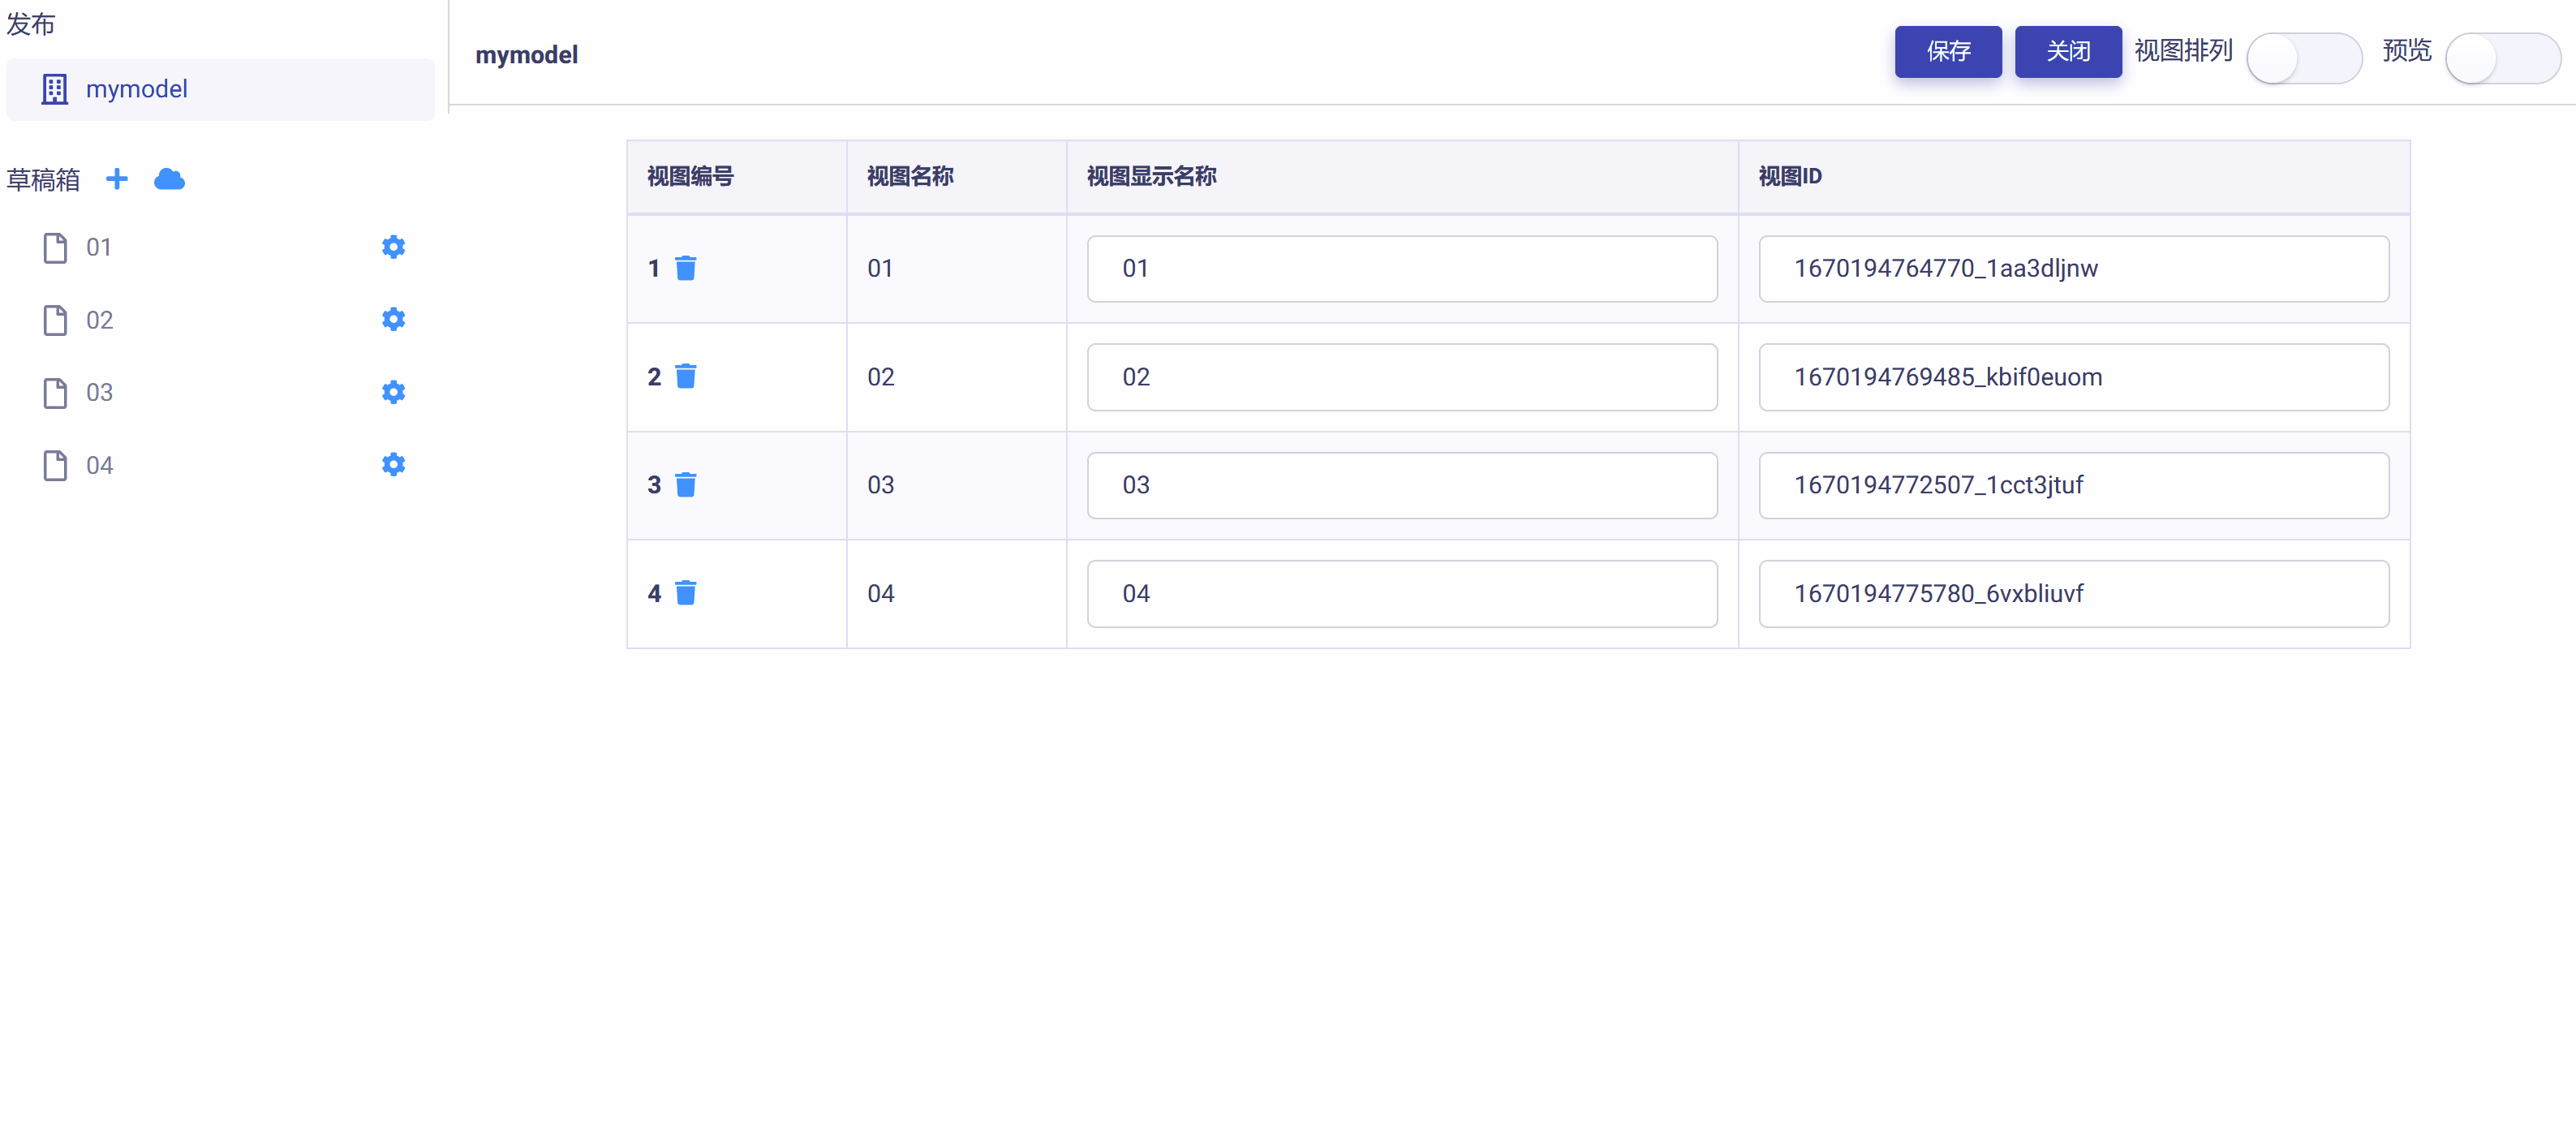 发布
mymodel
草稿箱
01
02
03
04
mymodel
保存 关闭 视图排列 预览
视图编号 视图名称 视图显示名称 视图ID
1 01 01 1670194764770_1aa3dljnw
2 02 02 1670194769485_kbif0euom
3 03 03 1670194772507_1cct3jtuf
4 04 04 1670194775780_6vxbliuvf